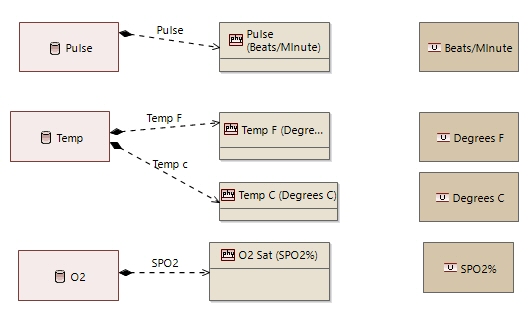 Pulse
Pulse
phy Pulse
(Beats/MInute)
U Beats/MInute
Temp
Temp F
phy Temp F (Degre...
U Degrees F
Temp c
phy Temp C (Degrees C)
U Degrees C
O2
SPO2
phy O2 Sat (SPO2%)
U SPO2%